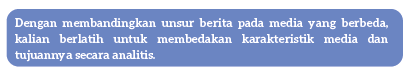 Dengan membandingkan unsur berita pada media yang berbeda,
kalian berlatih untuk membedakan karakteristik media dan
tujuannya secara analitis.